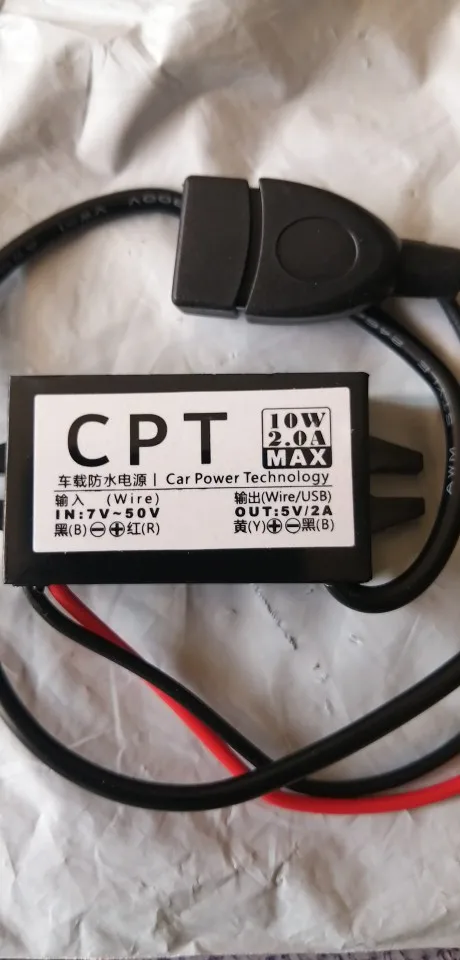 CPT
10W
2.0A
MAX
车载防水电源 | Car Power Technology
输入 (Wire)
IN:7V~50V
黑(B)⊖⊕红(R)
输出(Wire/USB)
OUT:5V/2A
黄(Y)⊕⊖黑(B)
AWM